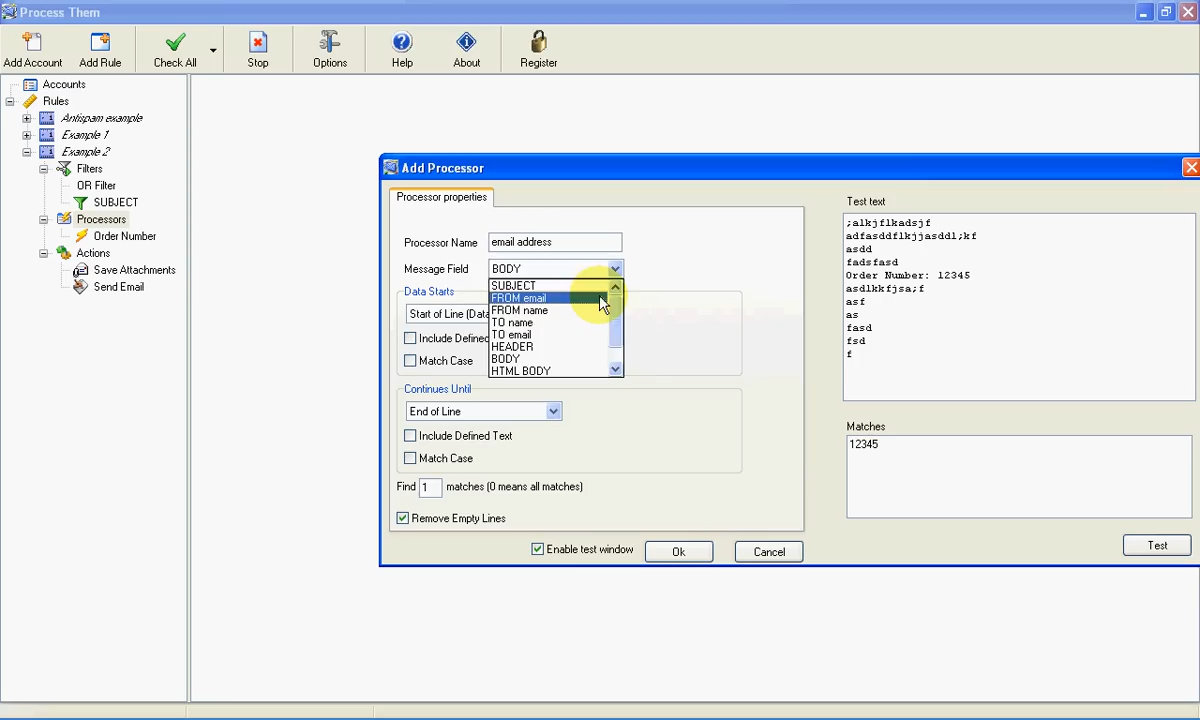 Process Them
Add Account
Add Rule
Check All
Stop
Options
Help
About
Register
Accounts
Rules
Antispam example
Example 1
Example 2
Filters
OR Filter
SUBJECT
Processors
Order Number
Actions
Save Attachments
Send Email
Add Processor
Processor properties
Processor Name
email address
Message Field
BODY
SUBJECT
FROM email
FROM name
TO name
TO email
HEADER
BODY
HTML BODY
Data Starts
Start of Line (Data
Include Defined
Match Case
Continues Until
End of Line
Include Defined Text
Match Case
Find 1 matches (0 means all matches)
Remove Empty Lines
Enable test window
Ok
Cancel
Test text
;alkjflkadsjf
adfasddflkjjasddl;kf
asdd
fadsfasd
Order Number: 12345
asdlkkfjsa;f
asf
as
fasd
fsd
f
Matches
12345
Test